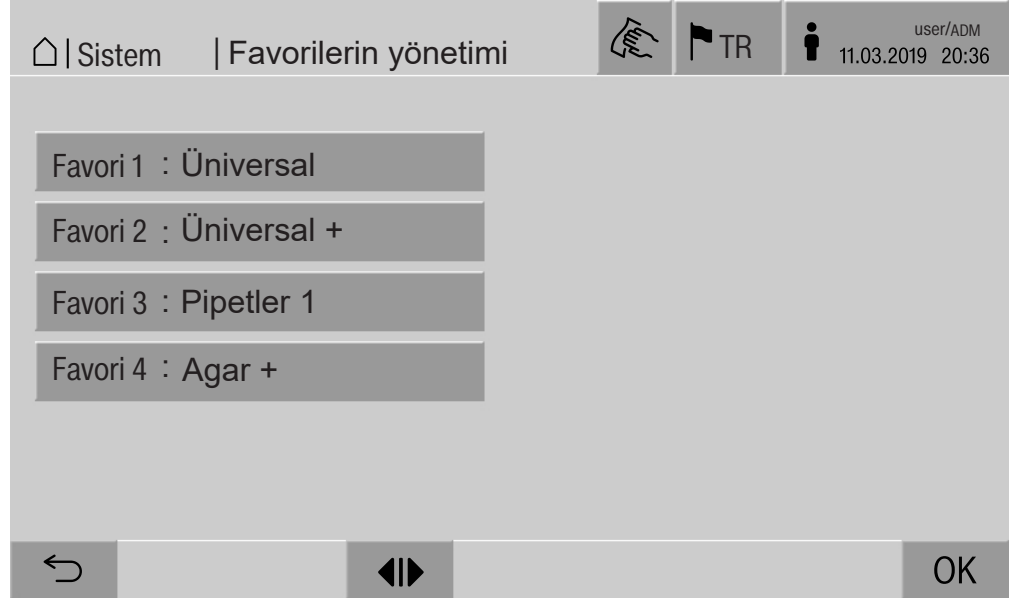 | Sistem | Favorilerin yönetimi
TR
user/ADM
11.03.2019 20:36
Favori 1 : Üniversal
Favori 2 : Üniversal +
Favori 3 : Pipetler 1
Favori 4 : Agar +
OK